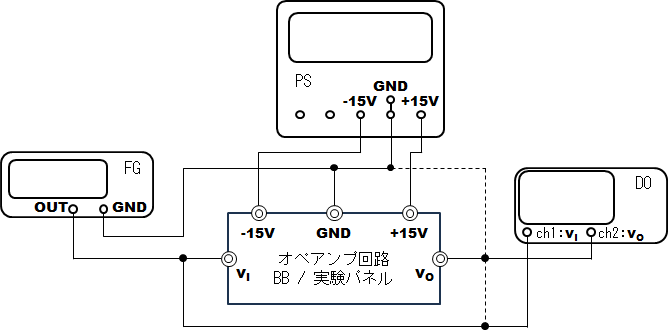 PS
GND
-15V
+15V
FG
OUT
GND
DO
ch1:vI
ch2:vO
-15V
GND
+15V
vI
オペアンプ回路
BB / 実験パネル
vO